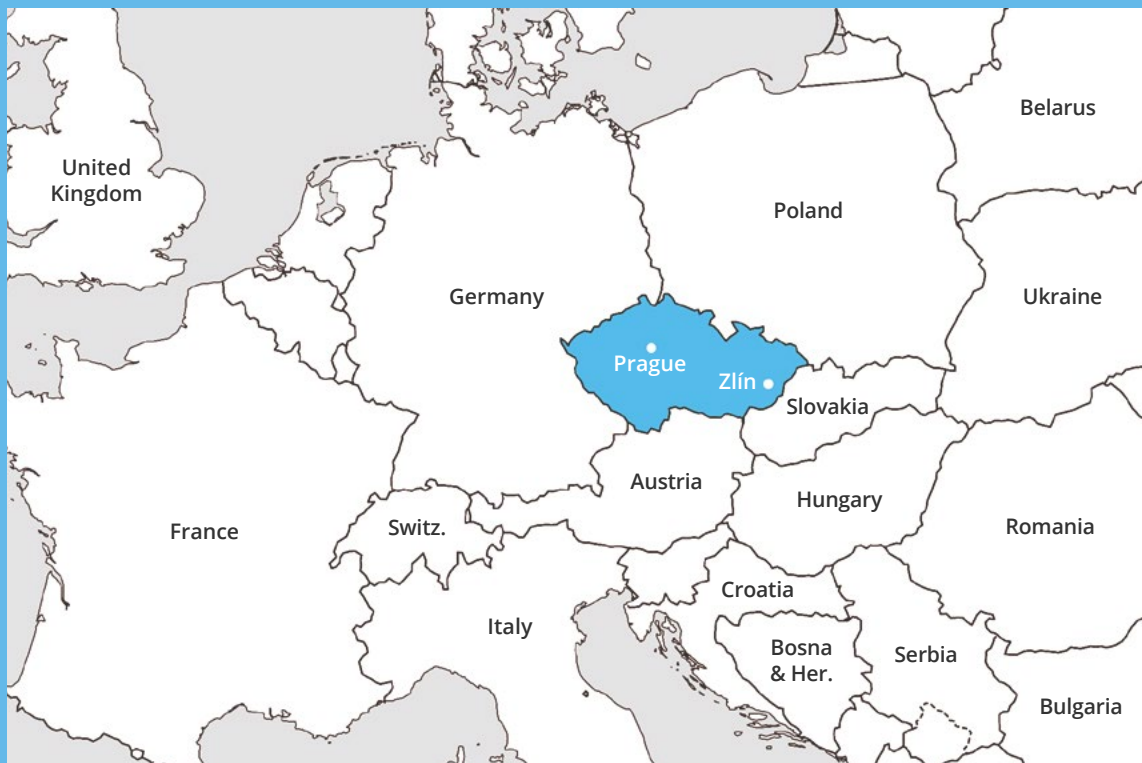 Belarus
United
Kingdom
Poland
Germany
Ukraine
Prague
Zlín
Slovakia
Austria
Hungary
France
Switz.
Romania
Croatia
Italy
Bosna
& Her.
Serbia
Bulgaria